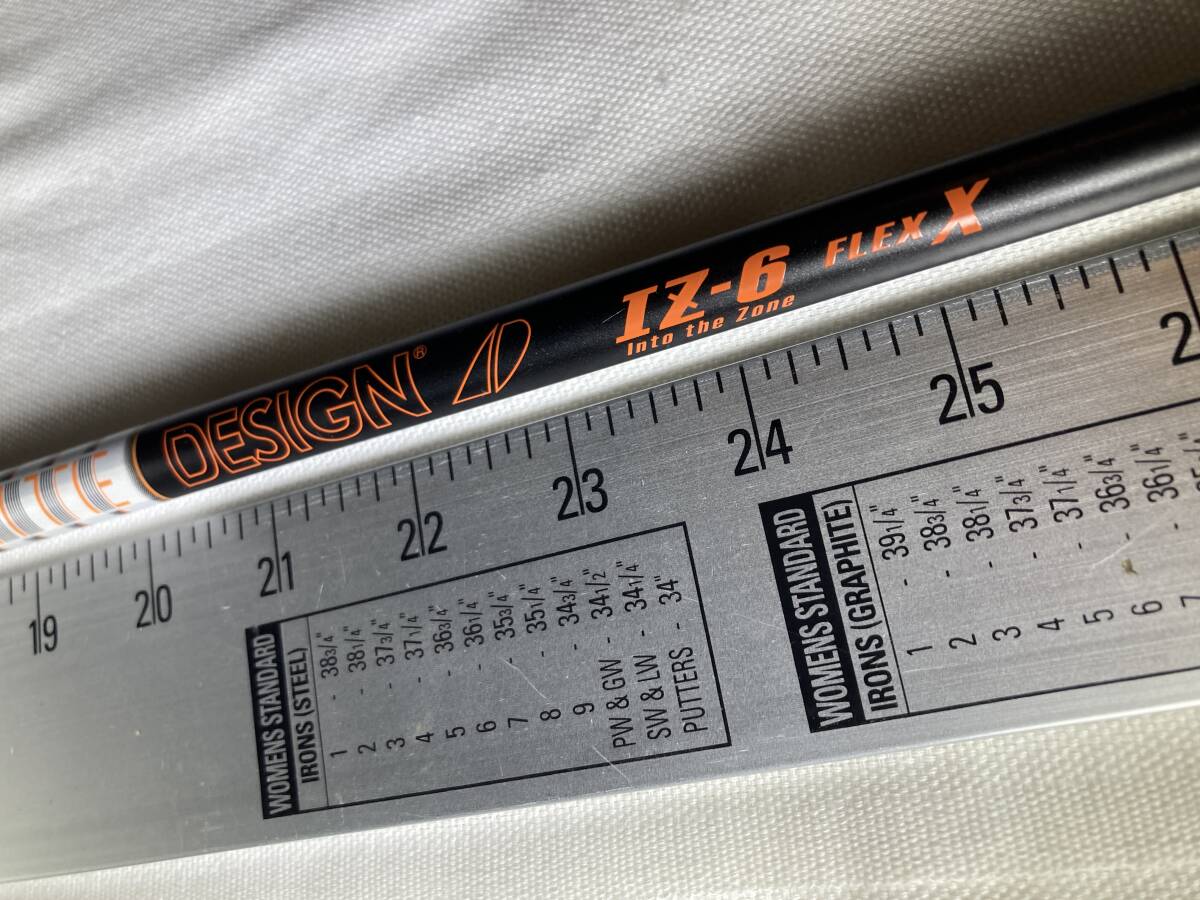 DESIGN®
IZ-6 FLEX X
Into the Zone
19 20 21 22 23 24 25
WOMENS STANDARD
IRONS (STEEL)
1 - 38 3/4"
2 - 38 1/4"
3 - 37 3/4"
4 - 37 1/4"
5 - 36 3/4"
6 - 36 1/4"
7 - 35 3/4"
8 - 35 1/4"
9 - 34 3/4"
PW & GW - 34 1/2"
SW & LW - 34 1/4"
PUTTERS - 34"
WOMENS STANDARD
IRONS (GRAPHITE)
1 - 39 1/4"
2 - 38 3/4"
3 - 38 1/4"
4 - 37 3/4"
5 - 37 1/4"
6 - 36 3/4"
7 - 36 1/4"